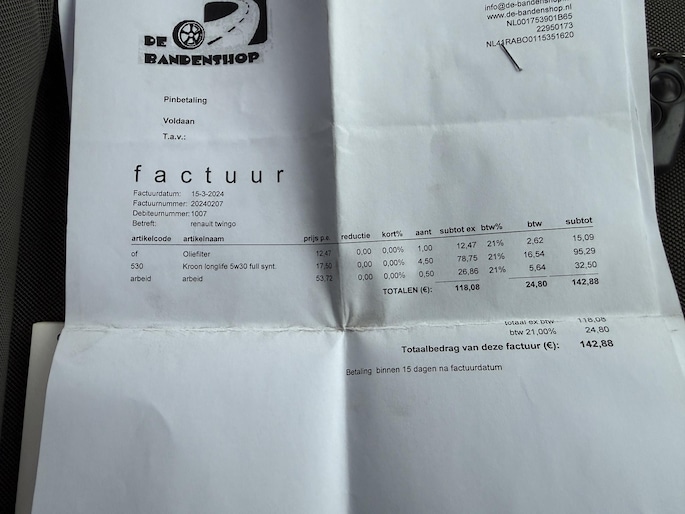 info@de-bandenshop.nl
www.de-bandenshop.nl
NL001753901B65
22950173
NL41RABO0115351620
DE
BANDENSHOP
Pinbetaling
Voldaan
T.a.v.:
factuur
Factuurdatum: 15-3-2024
Factuurnummer: 20240207
Debiteurnummer: 1007
Betreft: renault twingo
artikelcode artikelnaam prijs p.e. reductie kort% aant subtot ex btw% btw subtot
of Oliefilter 12,47 0,00 0,00% 1,00 12,47 21% 2,62 15,09
530 Kroon longlife 5w30 full synt. 17,50 0,00 0,00% 4,50 78,75 21% 16,54 95,29
arbeid arbeid 53,72 0,00 0,00% 0,50 26,86 21% 5,64 32,50
TOTALEN (€): 118,08 24,80 142,88
totaal ex btw 118,08
btw 21,00% 24,80
Totaalbedrag van deze factuur (€): 142,88
Betaling binnen 15 dagen na factuurdatum